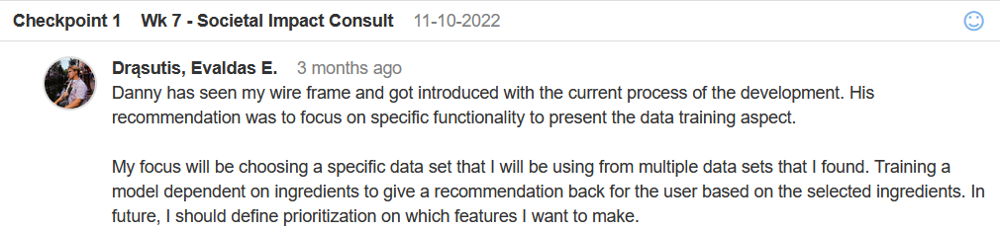 Checkpoint 1 Wk 7 - Societal Impact Consult 11-10-2022
Drąsutis, Evaldas E. 3 months ago
Danny has seen my wire frame and got introduced with the current process of the development. His
recommendation was to focus on specific functionality to present the data training aspect.
My focus will be choosing a specific data set that I will be using from multiple data sets that I found. Training a
model dependent on ingredients to give a recommendation back for the user based on the selected ingredients. In
future, I should define prioritization on which features I want to make.